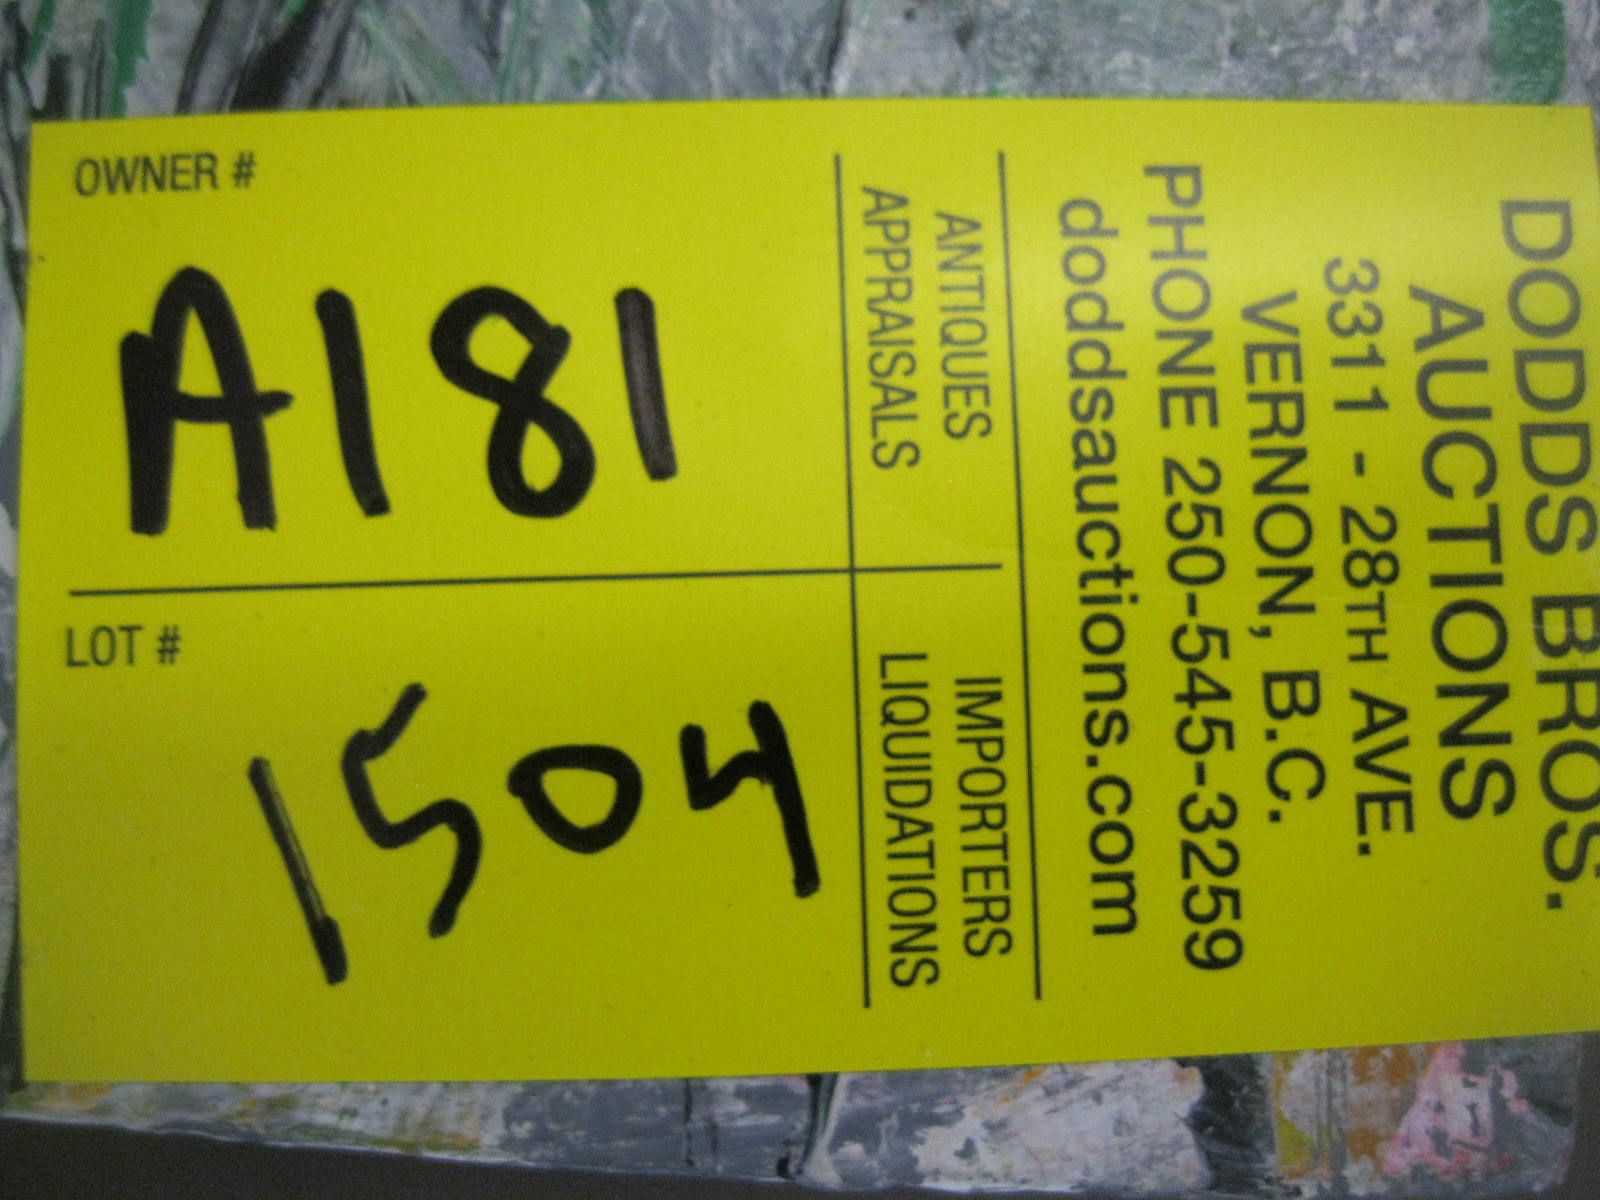 DODDS BROS.
AUCTIONS
3311 - 28TH AVE.
VERNON, B.C.
PHONE 250-545-3259
doddsauctions.com
ANTIQUES
APPRAISALS
IMPORTERS
LIQUIDATIONS
OWNER #
A181
LOT #
1504